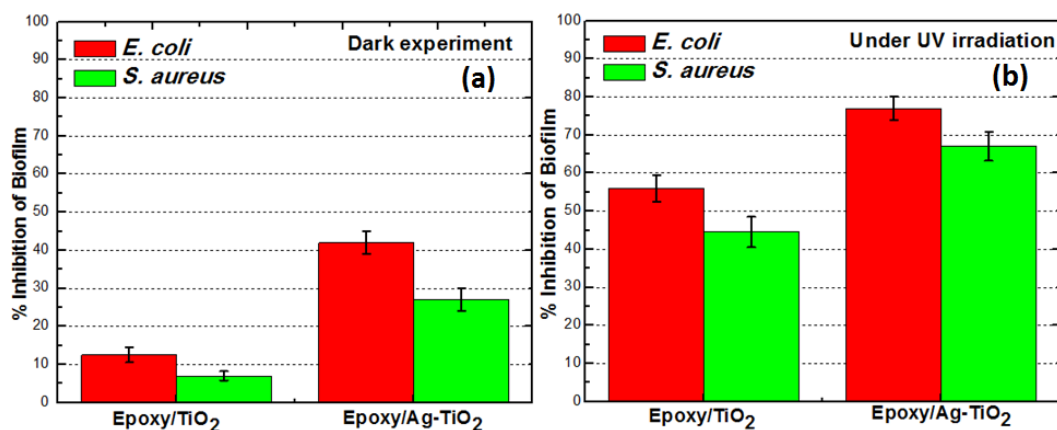 E. coli
S. aureus
Dark experiment
(a)
% Inhibition of Biofilm
100
90
80
70
60
50
40
30
20
10
0
Epoxy/TiO₂
Epoxy/Ag-TiO₂
E. coli
S. aureus
Under UV irradiation
(b)
% Inhibition of Biofilm
100
90
80
70
60
50
40
30
20
10
0
Epoxy/TiO₂
Epoxy/Ag-TiO₂